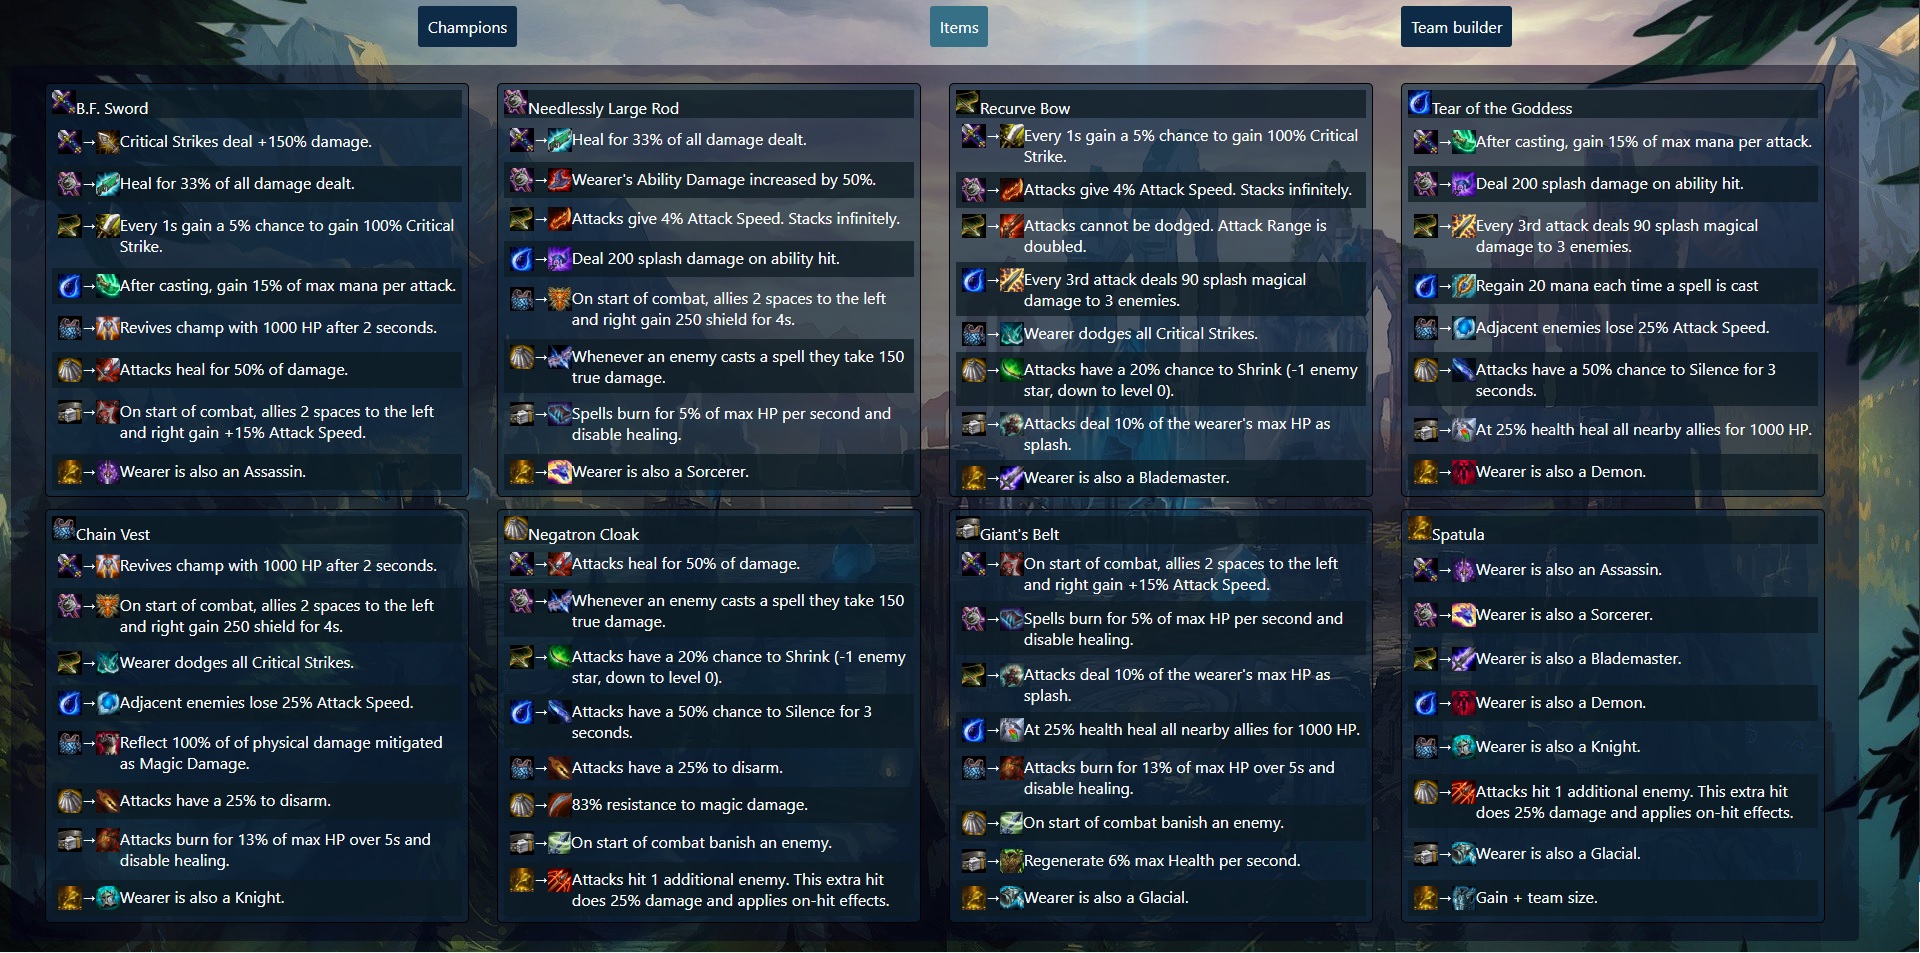 Champions
Items
Team builder
B.F. Sword
→Critical Strikes deal +150% damage.
→Heal for 33% of all damage dealt.
→Every 1s gain a 5% chance to gain 100% Critical
Strike.
→After casting, gain 15% of max mana per attack.
→Revives champ with 1000 HP after 2 seconds.
→Attacks heal for 50% of damage.
→On start of combat, allies 2 spaces to the left
and right gain +15% Attack Speed.
→Wearer is also an Assassin.
Needlessly Large Rod
→Heal for 33% of all damage dealt.
→Wearer's Ability Damage increased by 50%.
→Attacks give 4% Attack Speed. Stacks infinitely.
→Deal 200 splash damage on ability hit.
→On start of combat, allies 2 spaces to the left
and right gain 250 shield for 4s.
→Whenever an enemy casts a spell they take 150
true damage.
→Spells burn for 5% of max HP per second and
disable healing.
→Wearer is also a Sorcerer.
Recurve Bow
→Every 1s gain a 5% chance to gain 100% Critical
Strike.
→Attacks give 4% Attack Speed. Stacks infinitely.
→Attacks cannot be dodged. Attack Range is
doubled.
→Every 3rd attack deals 90 splash magical
damage to 3 enemies.
→Wearer dodges all Critical Strikes.
→Attacks have a 20% chance to Shrink (-1 enemy
star, down to level 0).
→Attacks deal 10% of the wearer's max HP as
splash.
→Wearer is also a Blademaster.
Tear of the Goddess
→After casting, gain 15% of max mana per attack.
→Deal 200 splash damage on ability hit.
→Every 3rd attack deals 90 splash magical
damage to 3 enemies.
→Regain 20 mana each time a spell is cast
→Adjacent enemies lose 25% Attack Speed.
→Attacks have a 50% chance to Silence for 3
seconds.
→At 25% health heal all nearby allies for 1000 HP.
→Wearer is also a Demon.
Chain Vest
→Revives champ with 1000 HP after 2 seconds.
→On start of combat, allies 2 spaces to the left
and right gain 250 shield for 4s.
→Wearer dodges all Critical Strikes.
→Adjacent enemies lose 25% Attack Speed.
→Reflect 100% of of physical damage mitigated
as Magic Damage.
→Attacks have a 25% to disarm.
→Attacks burn for 13% of max HP over 5s and
disable healing.
→Wearer is also a Knight.
Negatron Cloak
→Attacks heal for 50% of damage.
→Whenever an enemy casts a spell they take 150
true damage.
→Attacks have a 20% chance to Shrink (-1 enemy
star, down to level 0).
→Attacks have a 50% chance to Silence for 3
seconds.
→Attacks have a 25% to disarm.
→83% resistance to magic damage.
→On start of combat banish an enemy.
→Attacks hit 1 additional enemy. This extra hit
does 25% damage and applies on-hit effects.
Giant's Belt
→On start of combat, allies 2 spaces to the left
and right gain +15% Attack Speed.
→Spells burn for 5% of max HP per second and
disable healing.
→Attacks deal 10% of the wearer's max HP as
splash.
→At 25% health heal all nearby allies for 1000 HP.
→Attacks burn for 13% of max HP over 5s and
disable healing.
→On start of combat banish an enemy.
→Regenerate 6% max Health per second.
→Wearer is also a Glacial.
Spatula
→Wearer is also an Assassin.
→Wearer is also a Sorcerer.
→Wearer is also a Blademaster.
→Wearer is also a Demon.
→Wearer is also a Knight.
→Attacks hit 1 additional enemy. This extra hit
does 25% damage and applies on-hit effects.
→Wearer is also a Glacial.
→Gain + team size.